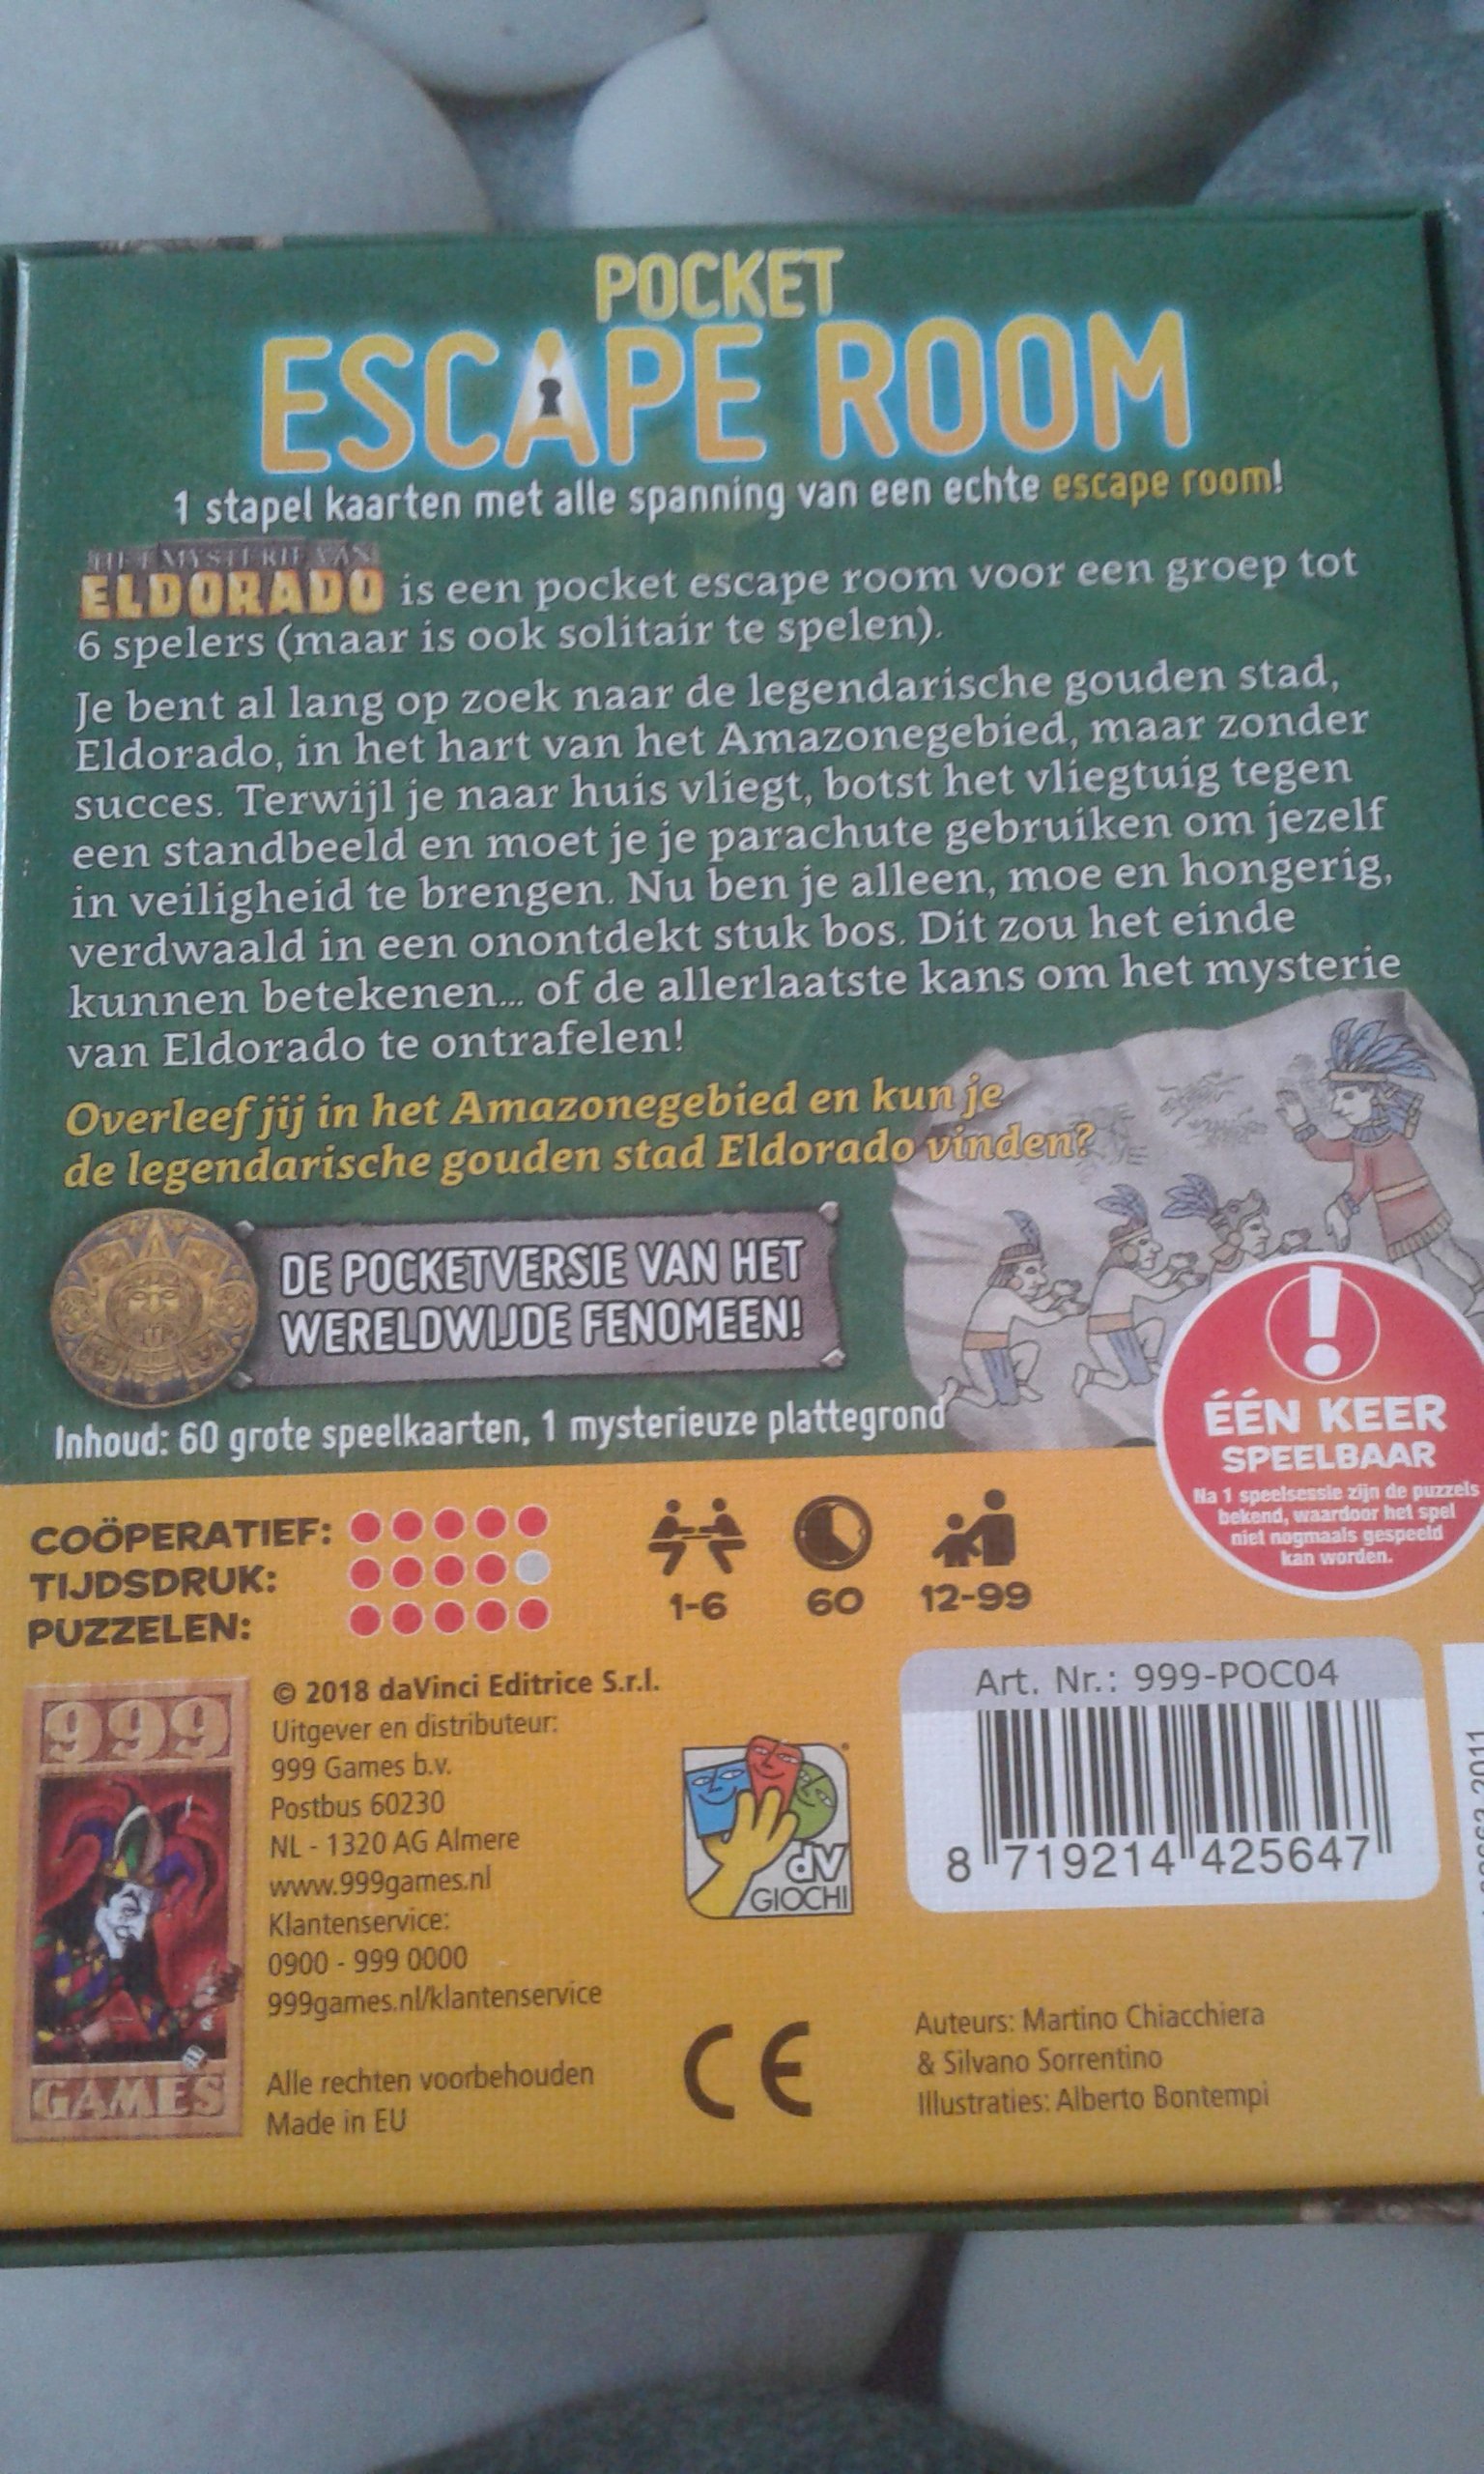 POCKET
ESCAPE ROOM
1 stapel kaarten met alle spanning van een echte escape room!
HET MYSTERIE VAN
ELDORADO is een pocket escape room voor een groep tot
6 spelers (maar is ook solitair te spelen).
Je bent al lang op zoek naar de legendarische gouden stad,
Eldorado, in het hart van het Amazonegebied, maar zonder
succes. Terwijl je naar huis vliegt, botst het vliegtuig tegen
een standbeeld en moet je je parachute gebruiken om jezelf
in veiligheid te brengen. Nu ben je alleen, moe en hongerig,
verdwaald in een onontdekt stuk bos. Dit zou het einde
kunnen betekenen... of de allerlaatste kans om het mysterie
van Eldorado te ontrafelen!
Overleef jij in het Amazonegebied en kun je
de legendarische gouden stad Eldorado vinden?
DE POCKETVERSIE VAN HET
WERELDWIJDE FENOMEEN!
Inhoud: 60 grote speelkaarten, 1 mysterieuze plattegrond
ÉÉN KEER
SPEELBAAR
Na 1 speelsessie zijn de puzzels
bekend, waardoor het spel
niet nogmaals gespeeld
kan worden.
COÖPERATIEF:
TIJDSDRUK:
PUZZELEN:
1-6
60
12-99
999
GAMES
© 2018 daVinci Editrice S.r.l.
Uitgever en distributeur:
999 Games b.v.
Postbus 60230
NL - 1320 AG Almere
www.999games.nl
Klantenservice:
0900 - 999 0000
999games.nl/klantenservice
Alle rechten voorbehouden
Made in EU
dV
GIOCHI
CE
Art. Nr.: 999-POC04
8 719214 425647
Auteurs: Martino Chiacchiera
& Silvano Sorrentino
Illustraties: Alberto Bontempi